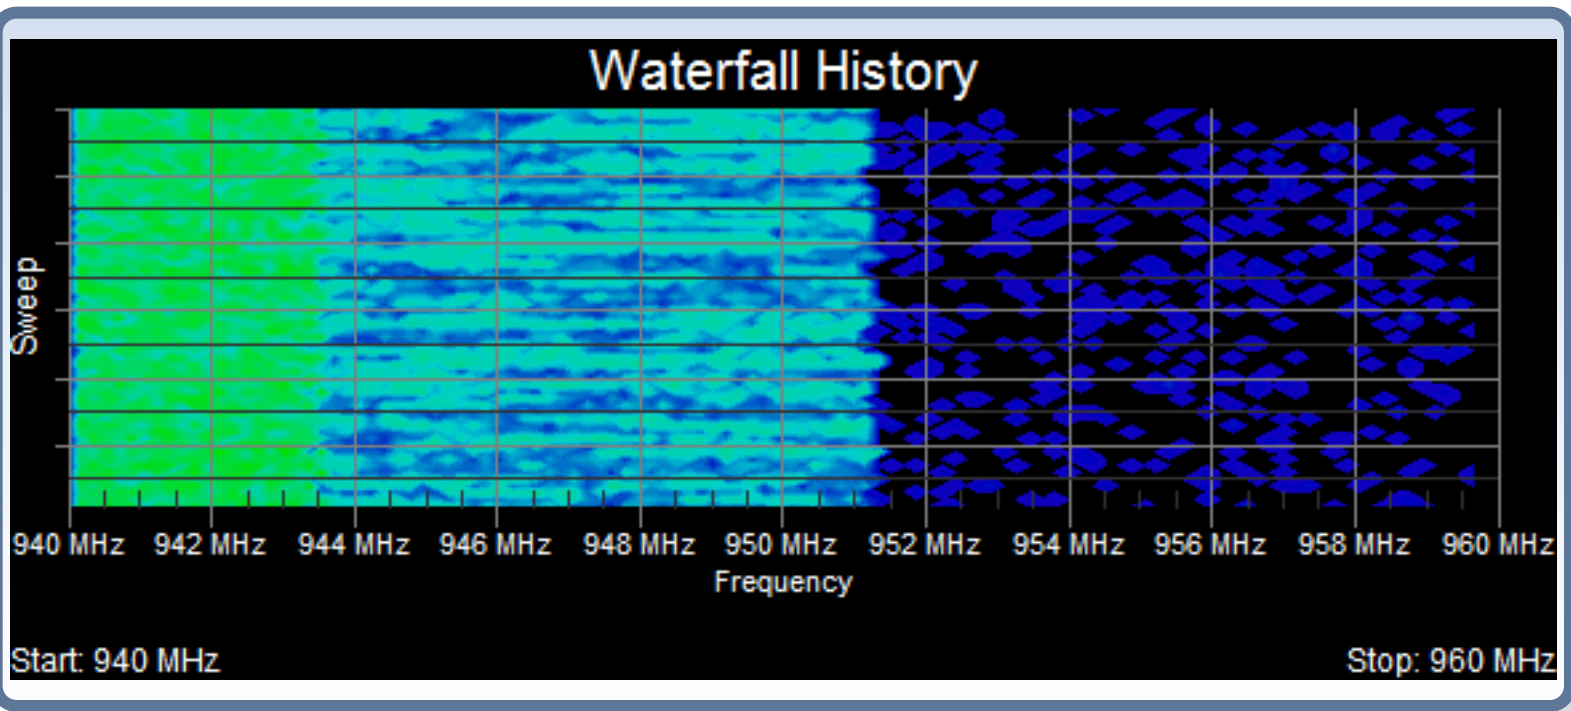 Waterfall History
Sweep
940 MHz 942 MHz 944 MHz 946 MHz 948 MHz 950 MHz 952 MHz 954 MHz 956 MHz 958 MHz 960 MHz
Frequency
Start: 940 MHz
Stop: 960 MHz